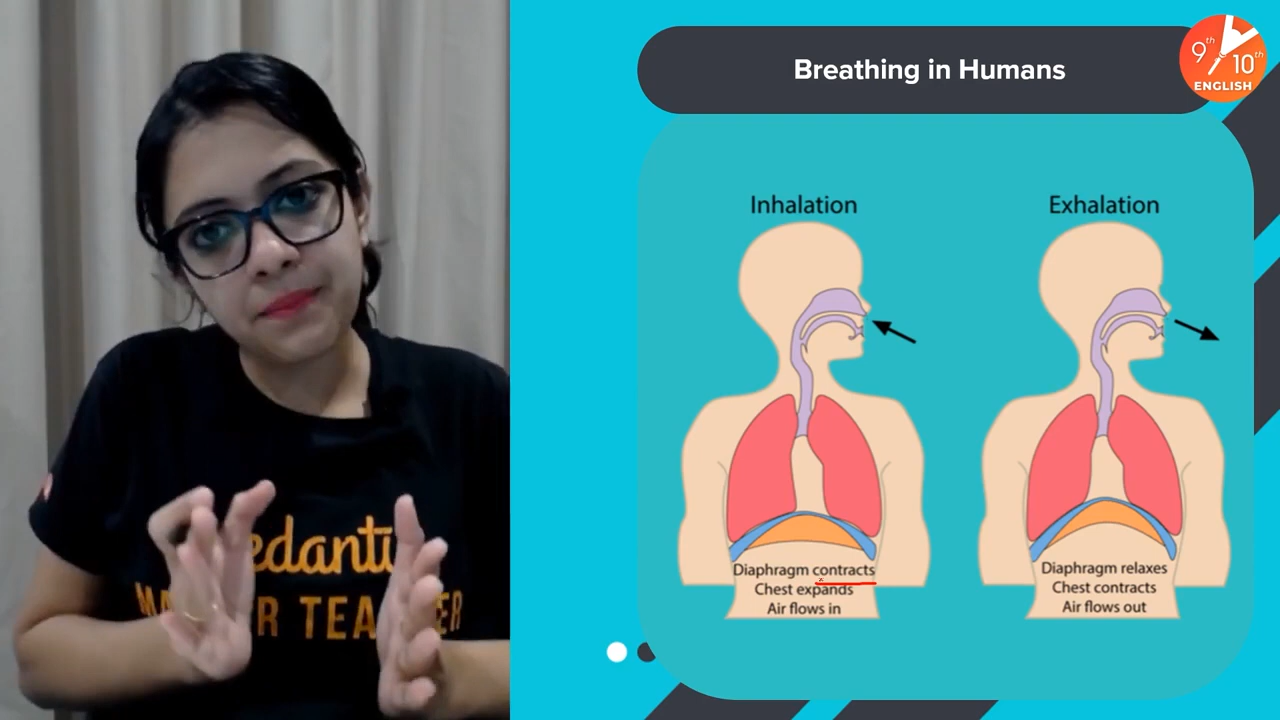 Breathing in Humans
9th
10th
ENGLISH
Inhalation
Exhalation
Diaphragm contracts
Chest expands
Air flows in
Diaphragm relaxes
Chest contracts
Air flows out
TEA